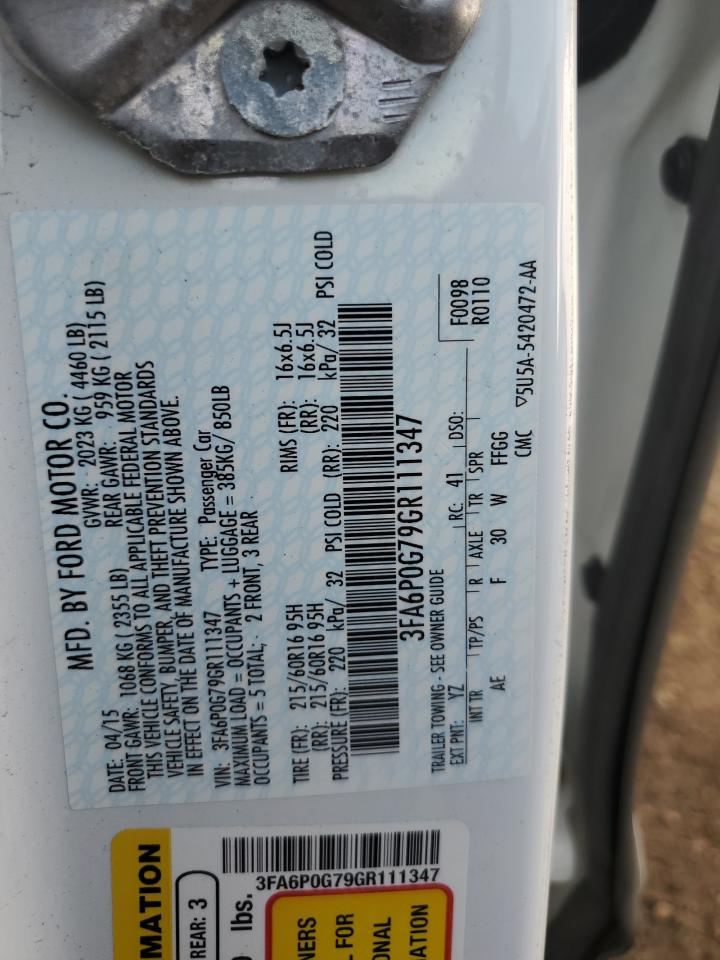 MFD. BY FORD MOTOR CO.
DATE: 04/15 GVWR: 2023 KG ( 4460 LB)
FRONT GAWR: 1068 KG ( 2355 LB) REAR GAWR: 959 KG ( 2115 LB)
THIS VEHICLE CONFORMS TO ALL APPLICABLE FEDERAL MOTOR
VEHICLE SAFETY, BUMPER, AND THEFT PREVENTION STANDARDS
IN EFFECT ON THE DATE OF MANUFACTURE SHOWN ABOVE.
VIN: 3FA6P0G79GR111347 TYPE: Passenger Car
MAXIMUM LOAD = OCCUPANTS + LUGGAGE = 385KG/ 850LB
OCCUPANTS = 5 TOTAL; 2 FRONT, 3 REAR
TIRE (FR): 215/60R16 95H RIMS (FR): 16x6.5J
(RR): 215/60R16 95H (RR): 16x6.5J
PRESSURE (FR): 220 kPa/ 32 PSI COLD (RR): 220 kPa/ 32 PSI COLD
3FA6P0G79GR111347
TRAILER TOWING - SEE OWNER GUIDE F0098
EXT PNT: YZ RC: 41 DSO: R0110
INT TR TP/PS R AXLE TR SPR
AE F 30 W FFGG
CMC ▽5U5A-5420472-AA
3FA6P0G79GR111347
MATION
REAR: 3
lbs.
NERS
L FOR
ONAL
ATION